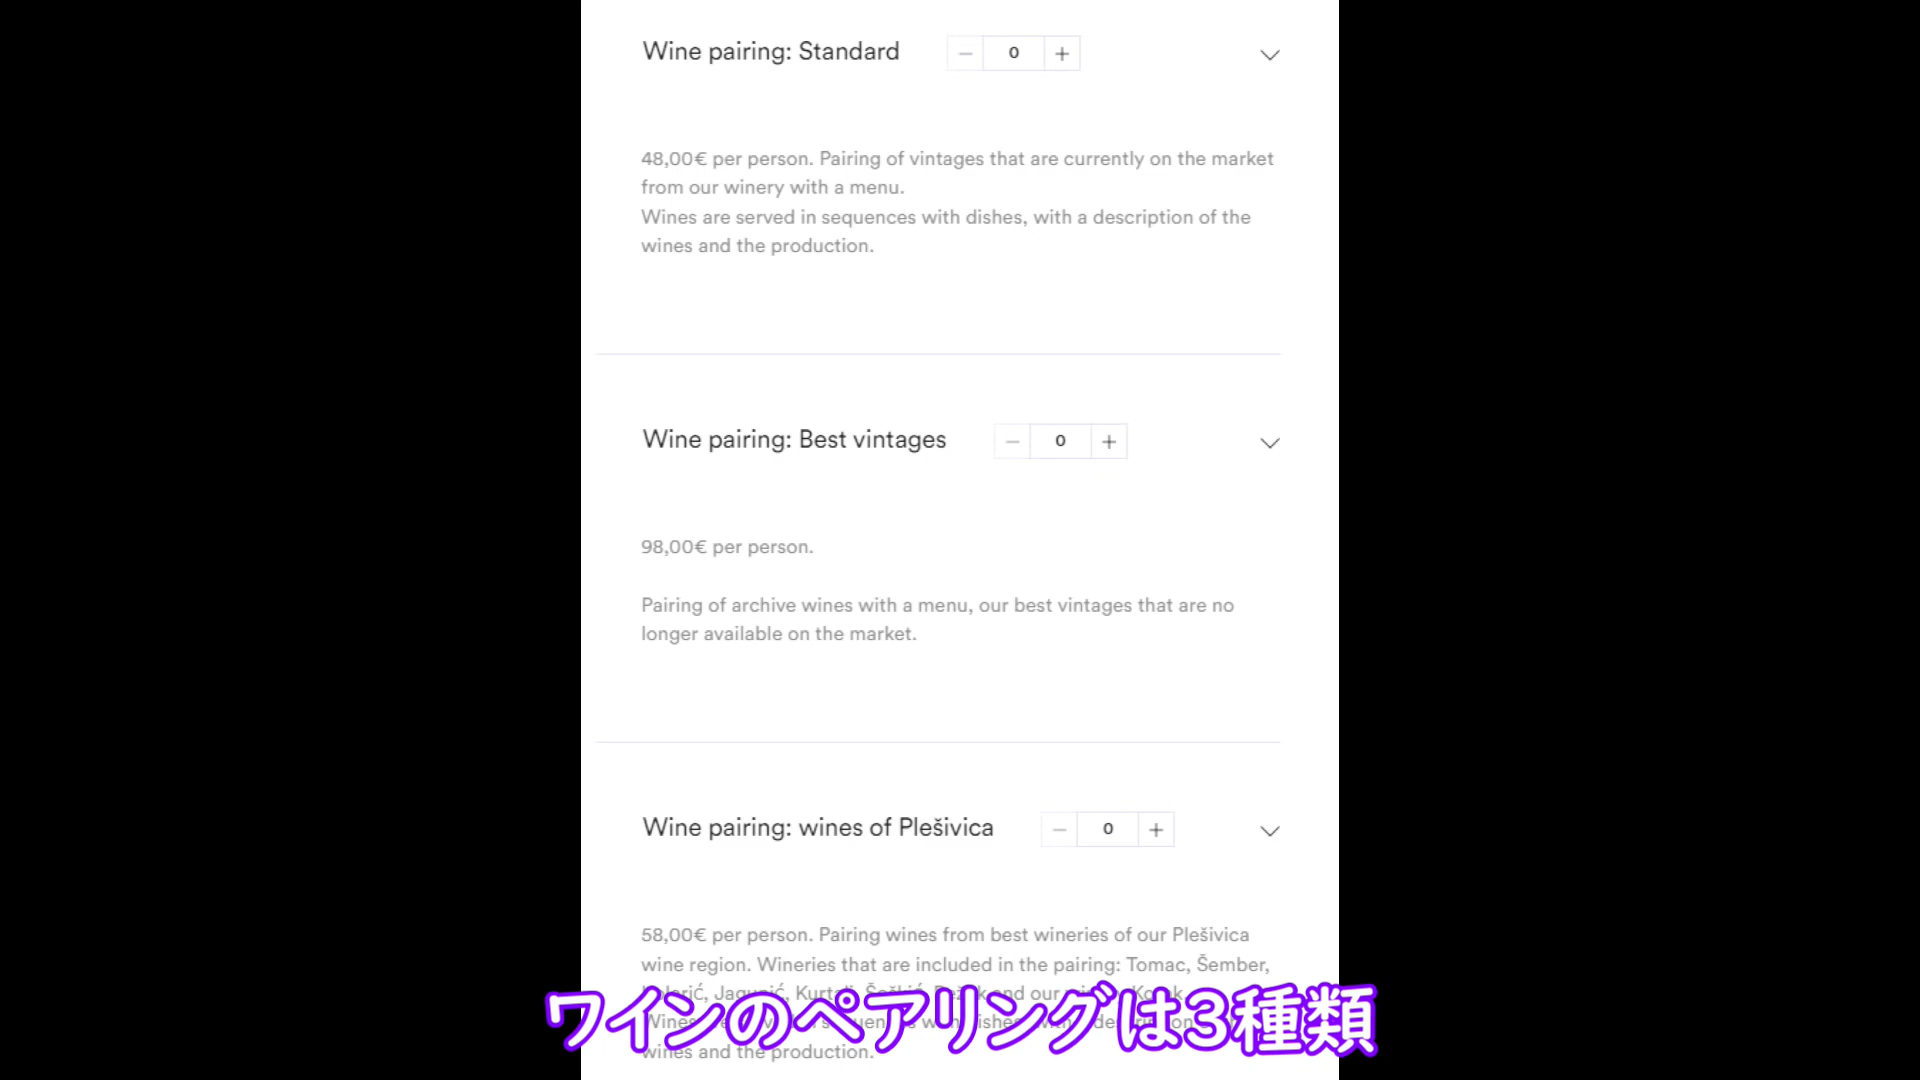 Wine pairing: Standard
− 0 +
48,00€ per person. Pairing of vintages that are currently on the market
from our winery with a menu.
Wines are served in sequences with dishes, with a description of the
wines and the production.
Wine pairing: Best vintages
− 0 +
98,00€ per person.
Pairing of archive wines with a menu, our best vintages that are no
longer available on the market.
Wine pairing: wines of Plešivica
− 0 +
58,00€ per person. Pairing wines from best wineries of our Plešivica
wine region. Wineries that are included in the pairing: Tomac, Šember,
and our
Wines
ワインのペアリングは3種類
wines and the production.